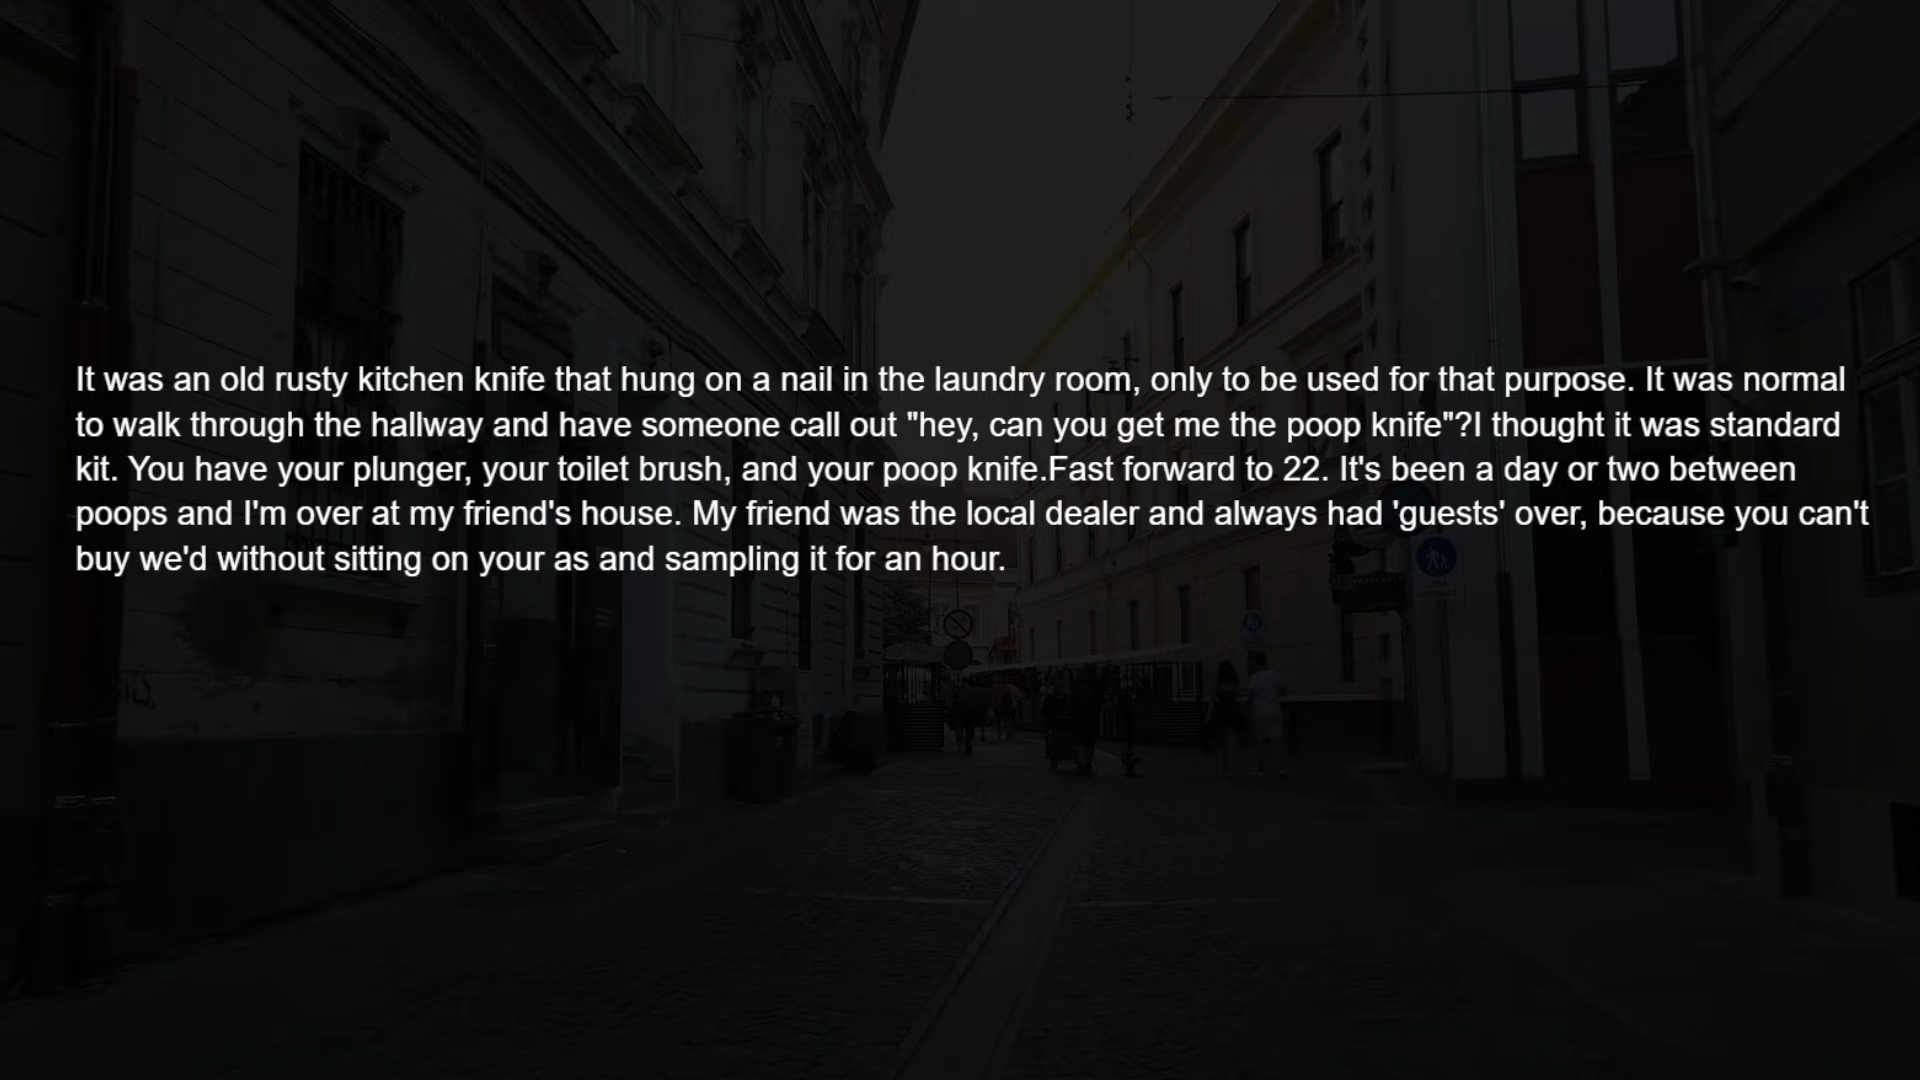 It was an old rusty kitchen knife that hung on a nail in the laundry room, only to be used for that purpose. It was normal
to walk through the hallway and have someone call out "hey, can you get me the poop knife"?I thought it was standard
kit. You have your plunger, your toilet brush, and your poop knife.Fast forward to 22. It's been a day or two between
poops and I'm over at my friend's house. My friend was the local dealer and always had 'guests' over, because you can't
buy we'd without sitting on your as and sampling it for an hour.